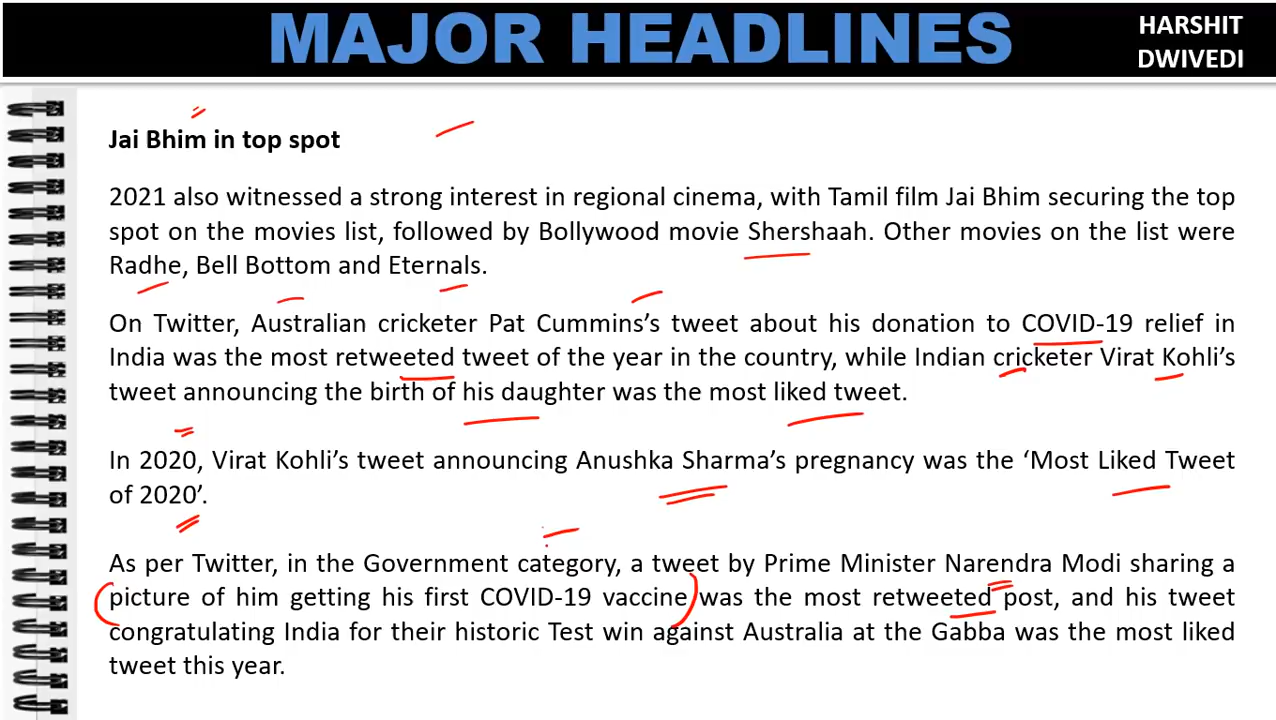 MAJOR HEADLINES
HARSHIT
DWIVEDI
Jai Bhim in top spot
2021 also witnessed a strong interest in regional cinema, with Tamil film Jai Bhim securing the top
spot on the movies list, followed by Bollywood movie Shershaah. Other movies on the list were
Radhe, Bell Bottom and Eternals.
On Twitter, Australian cricketer Pat Cummins’s tweet about his donation to COVID-19 relief in
India was the most retweeted tweet of the year in the country, while Indian cricketer Virat Kohli’s
tweet announcing the birth of his daughter was the most liked tweet.
In 2020, Virat Kohli’s tweet announcing Anushka Sharma’s pregnancy was the ‘Most Liked Tweet
of 2020’.
As per Twitter, in the Government category, a tweet by Prime Minister Narendra Modi sharing a
picture of him getting his first COVID-19 vaccine was the most retweeted post, and his tweet
congratulating India for their historic Test win against Australia at the Gabba was the most liked
tweet this year.